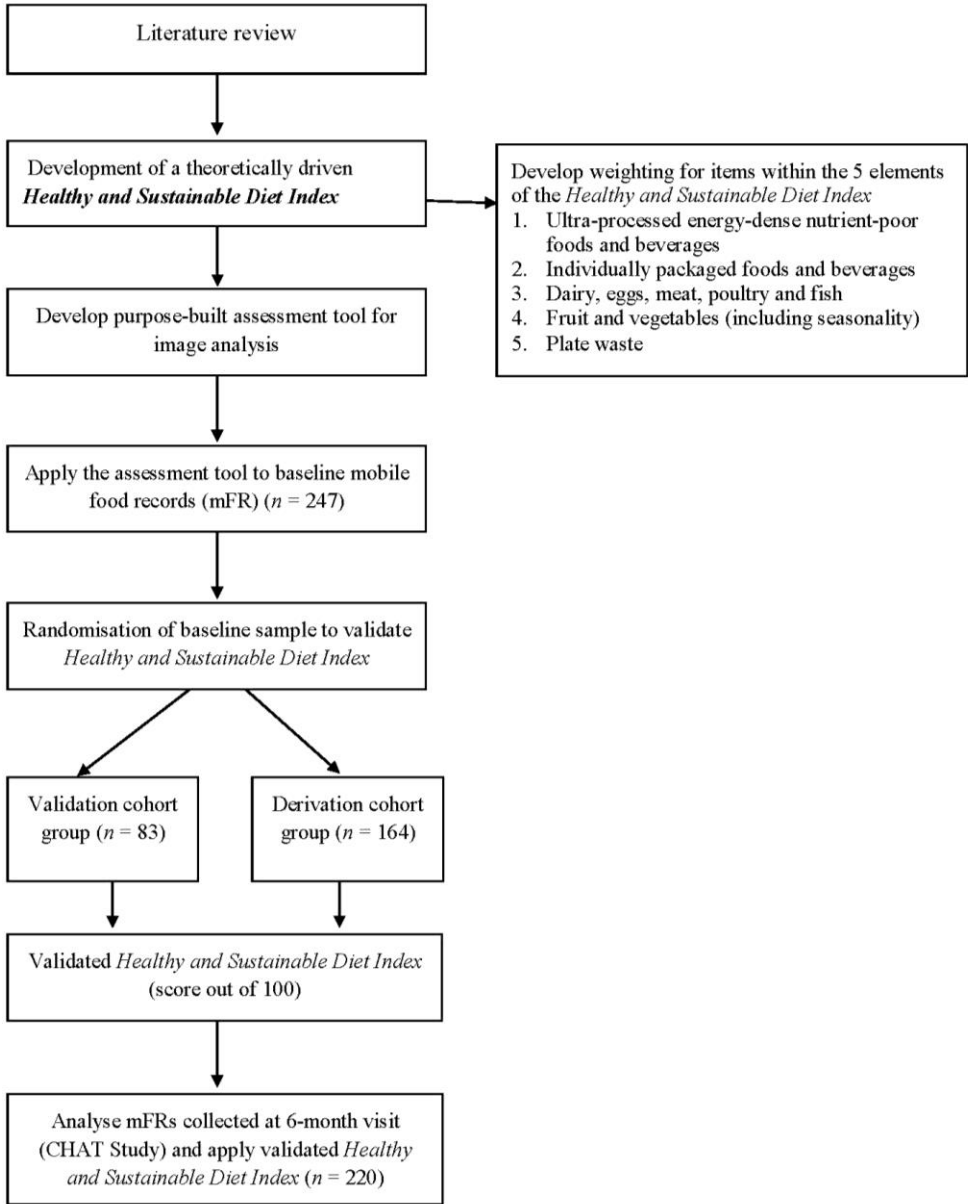 Literature review
Development of a theoretically driven
Healthy and Sustainable Diet Index
Develop weighting for items within the 5 elements
of the Healthy and Sustainable Diet Index
1. Ultra-processed energy-dense nutrient-poor
foods and beverages
2. Individually packaged foods and beverages
3. Dairy, eggs, meat, poultry and fish
4. Fruit and vegetables (including seasonality)
5. Plate waste
Develop purpose-built assessment tool for
image analysis
Apply the assessment tool to baseline mobile
food records (mFR) (n = 247)
Randomisation of baseline sample to validate
Healthy and Sustainable Diet Index
Validation cohort
group (n = 83)
Derivation cohort
group (n = 164)
Validated Healthy and Sustainable Diet Index
(score out of 100)
Analyse mFRs collected at 6-month visit
(CHAT Study) and apply validated Healthy
and Sustainable Diet Index (n = 220)